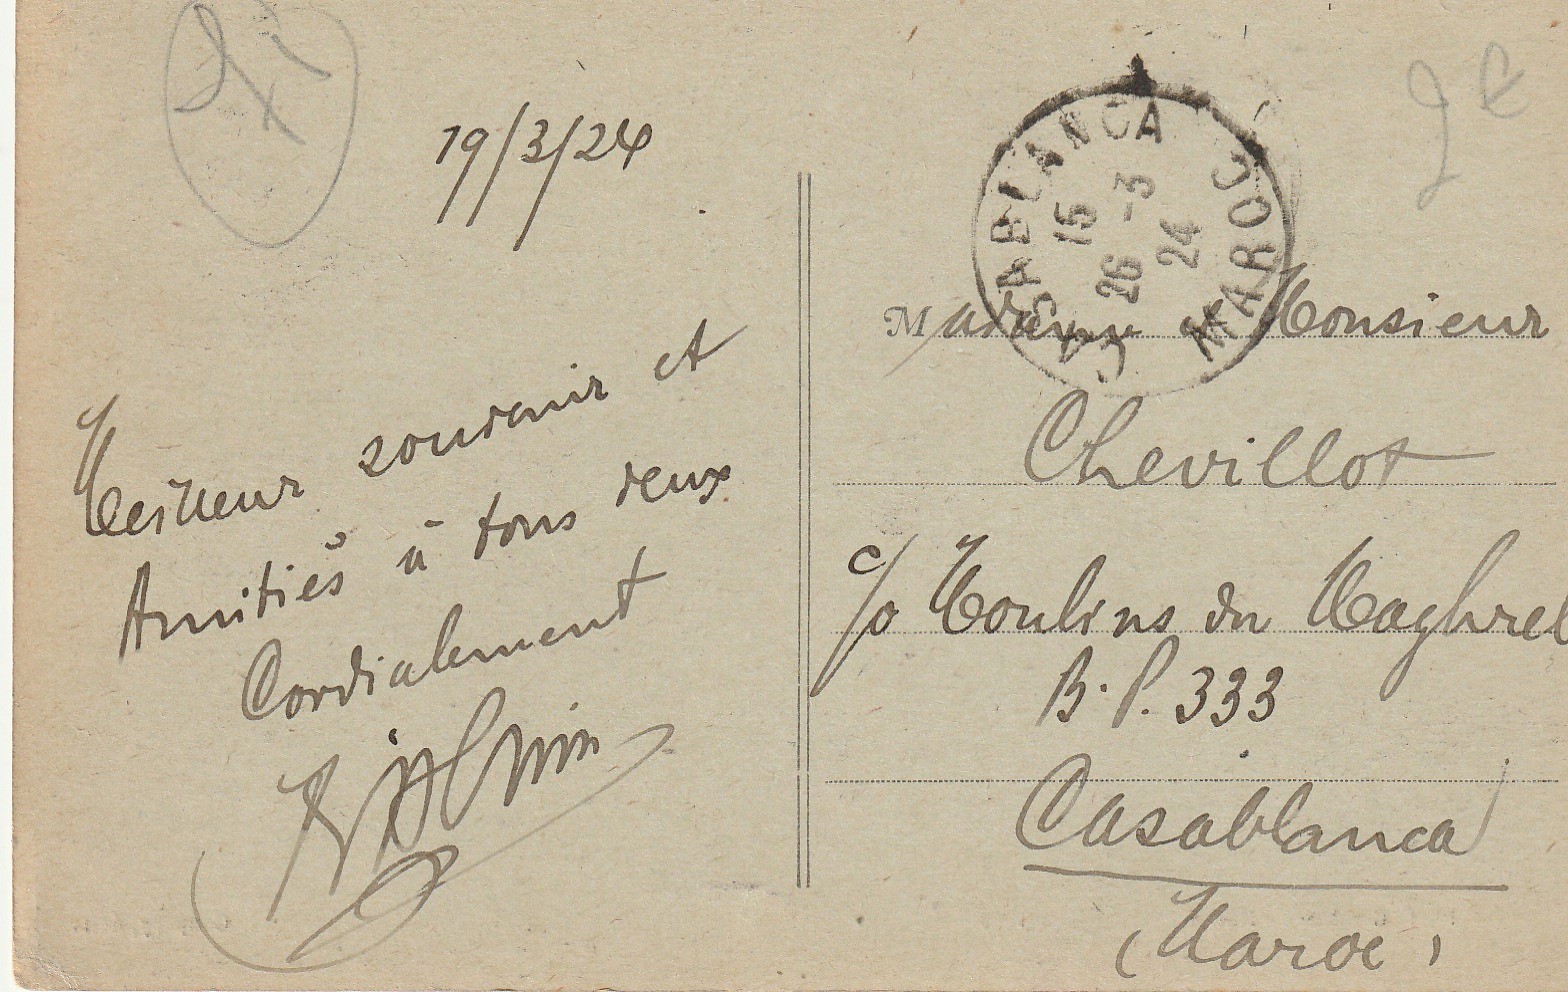 19/3/24
Meilleur souvenir et
Amitiés à tous deux
Cordialement
CASABLANCA
15
26 -3
24
MAROC
Madame & Monsieur
Chevillot
c/o Moulins du Maghreb
B.P. 333
Casablanca
(Maroc)